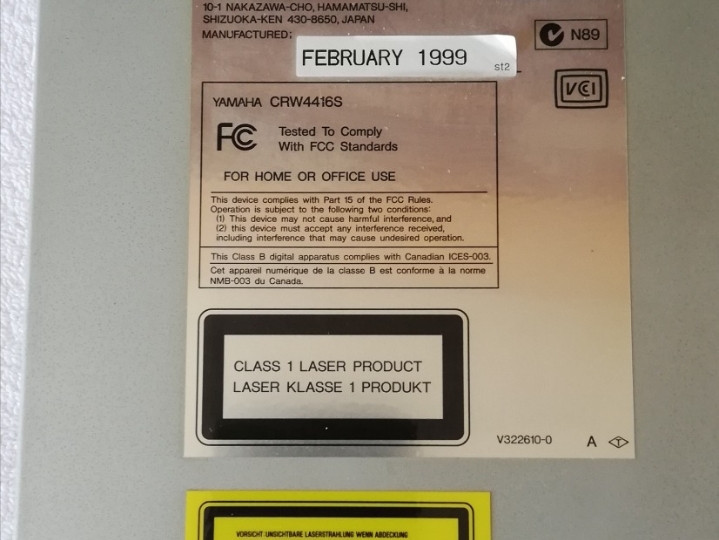 10-1 NAKAZAWA-CHO, HAMAMATSU-SHI,
SHIZUOKA-KEN 430-8650, JAPAN
MANUFACTURED:
FEBRUARY 1999 st2
N89
VCI
YAMAHA CRW4416S
FC Tested To Comply
With FCC Standards
FOR HOME OR OFFICE USE
This device complies with Part 15 of the FCC Rules.
Operation is subject to the following two conditions:
(1) This device may not cause harmful interference, and
(2) this device must accept any interference received,
including interference that may cause undesired operation.
This Class B digital apparatus complies with Canadian ICES-003.
Cet appareil numérique de la classe B est conforme à la norme
NMB-003 du Canada.
CLASS 1 LASER PRODUCT
LASER KLASSE 1 PRODUKT
V322610-0 A T
VORSICHT UNSICHTBARE LASERSTRAHLUNG WENN ABDECKUNG